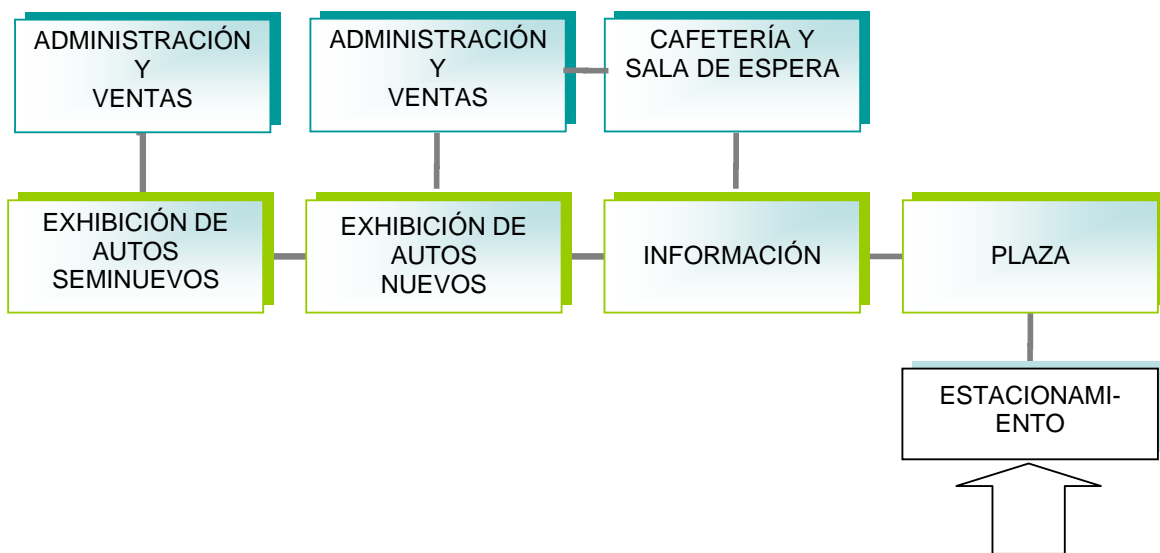 ADMINISTRACIÓN
Y
VENTAS
ADMINISTRACIÓN
Y
VENTAS
CAFETERÍA Y
SALA DE ESPERA
EXHIBICIÓN DE
AUTOS
SEMINUEVOS
EXHIBICIÓN DE
AUTOS
NUEVOS
INFORMACIÓN
PLAZA
ESTACIONAMI-
ENTO